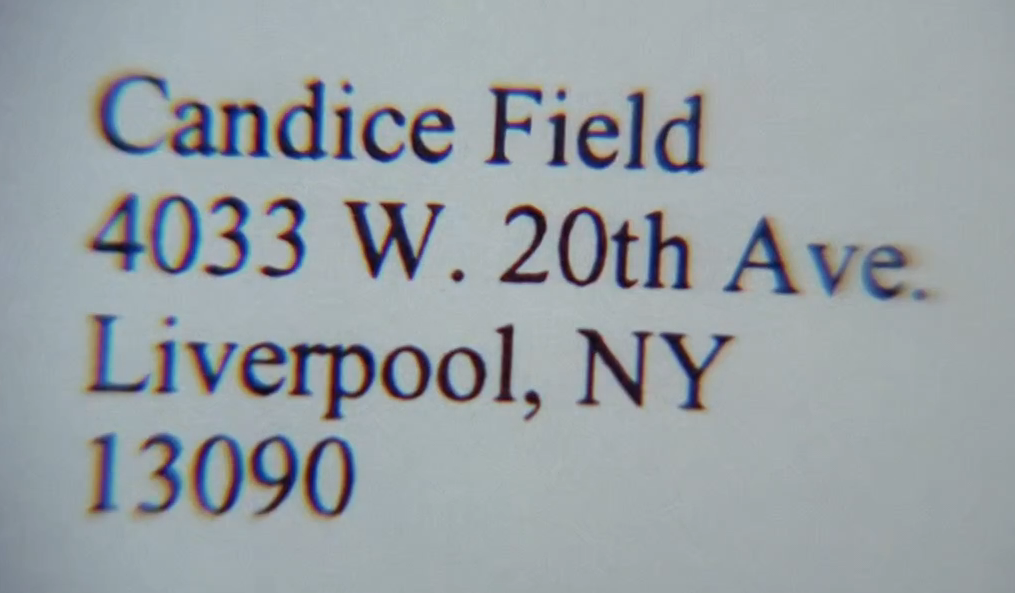 Candice Field
4033 W. 20th Ave.
Liverpool, NY
13090